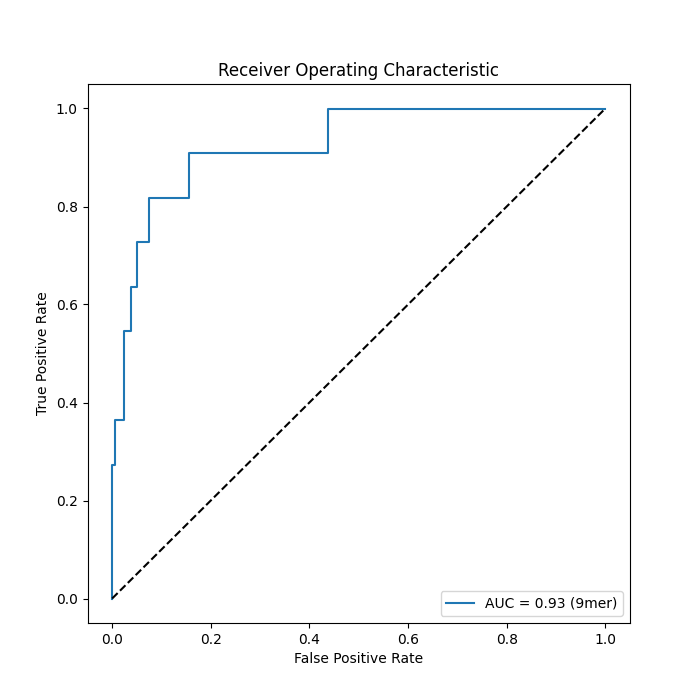 Receiver Operating Characteristic
1.0
0.8
0.6
0.4
0.2
0.0
True Positive Rate
0.0 0.2 0.4 0.6 0.8 1.0
False Positive Rate
AUC = 0.93 (9mer)